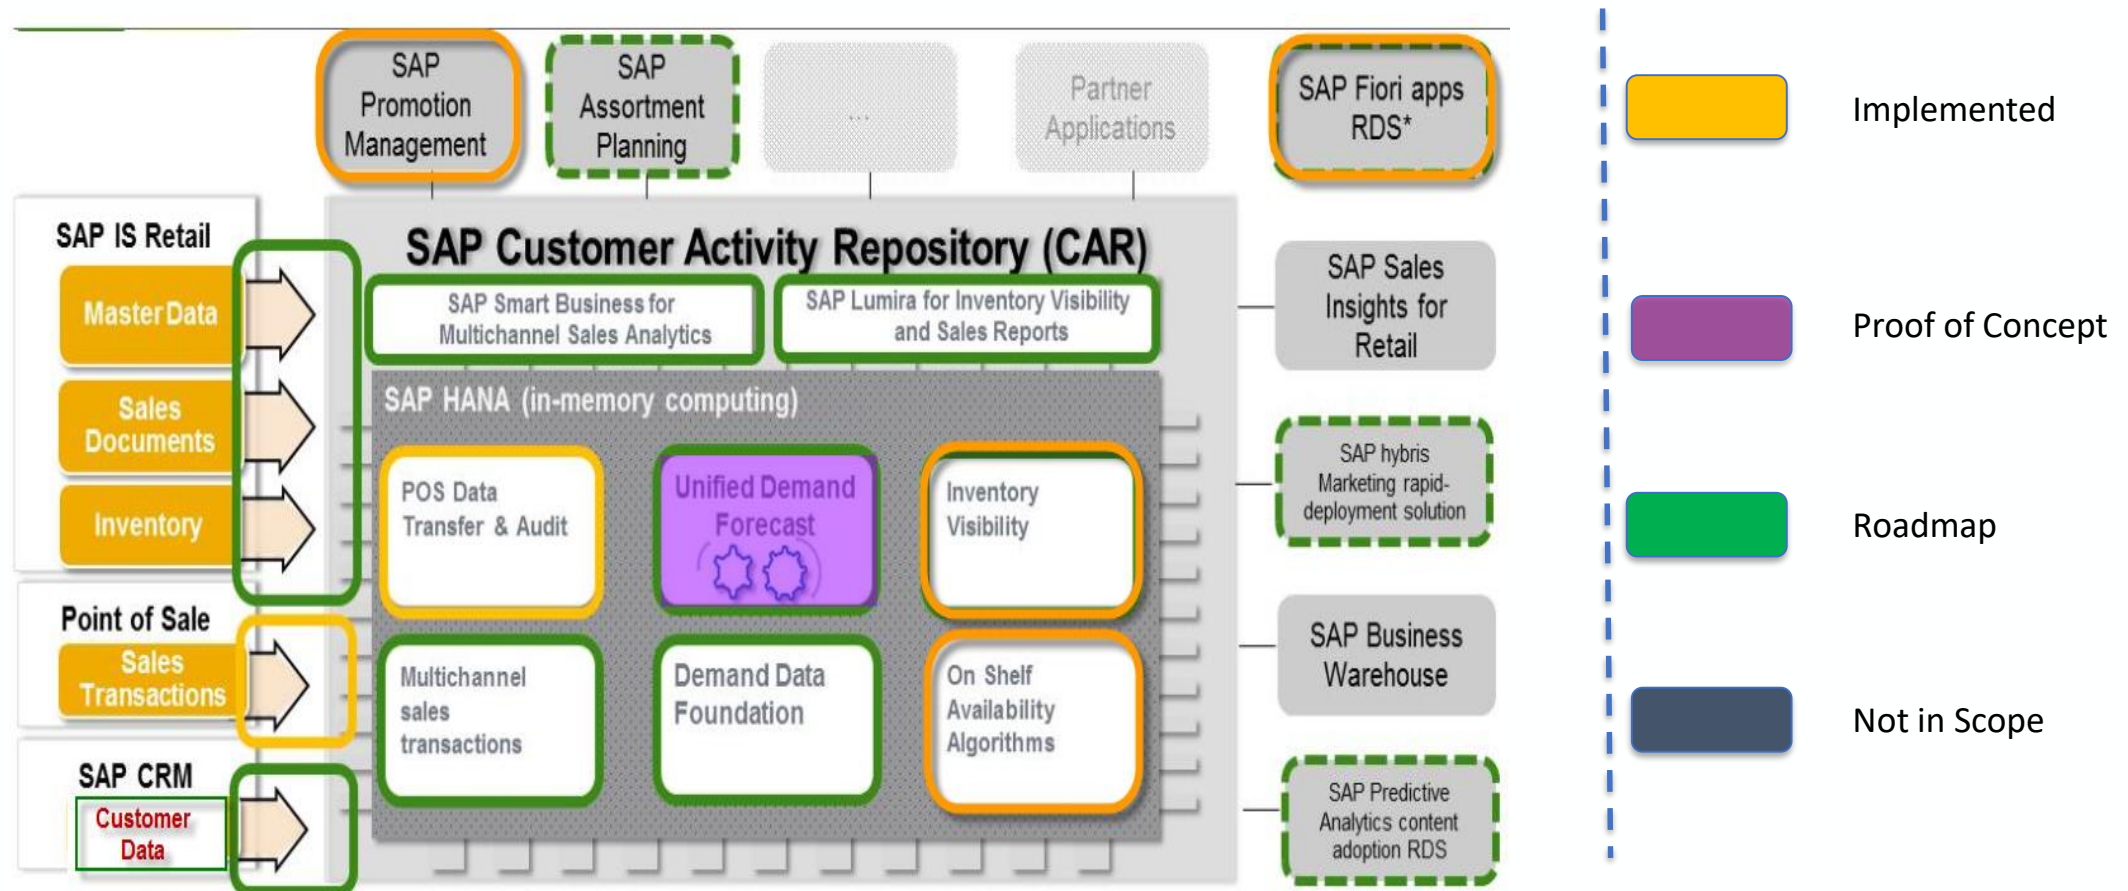 SAP
Promotion
Management
SAP
Assortment
Planning
...
Partner
Applications
SAP Fiori apps
RDS*
SAP IS Retail
Master Data
Sales
Documents
Inventory
Point of Sale
Sales
Transactions
SAP CRM
Customer
Data
SAP Customer Activity Repository (CAR)
SAP Smart Business for
Multichannel Sales Analytics
SAP Lumira for Inventory Visibility
and Sales Reports
SAP HANA (in-memory computing)
POS Data
Transfer & Audit
Unified Demand
Forecast
Inventory
Visibility
Multichannel
sales
transactions
Demand Data
Foundation
On Shelf
Availability
Algorithms
SAP Sales
Insights for
Retail
SAP hybris
Marketing rapid-
deployment solution
SAP Business
Warehouse
SAP Predictive
Analytics content
adoption RDS
Implemented
Proof of Concept
Roadmap
Not in Scope